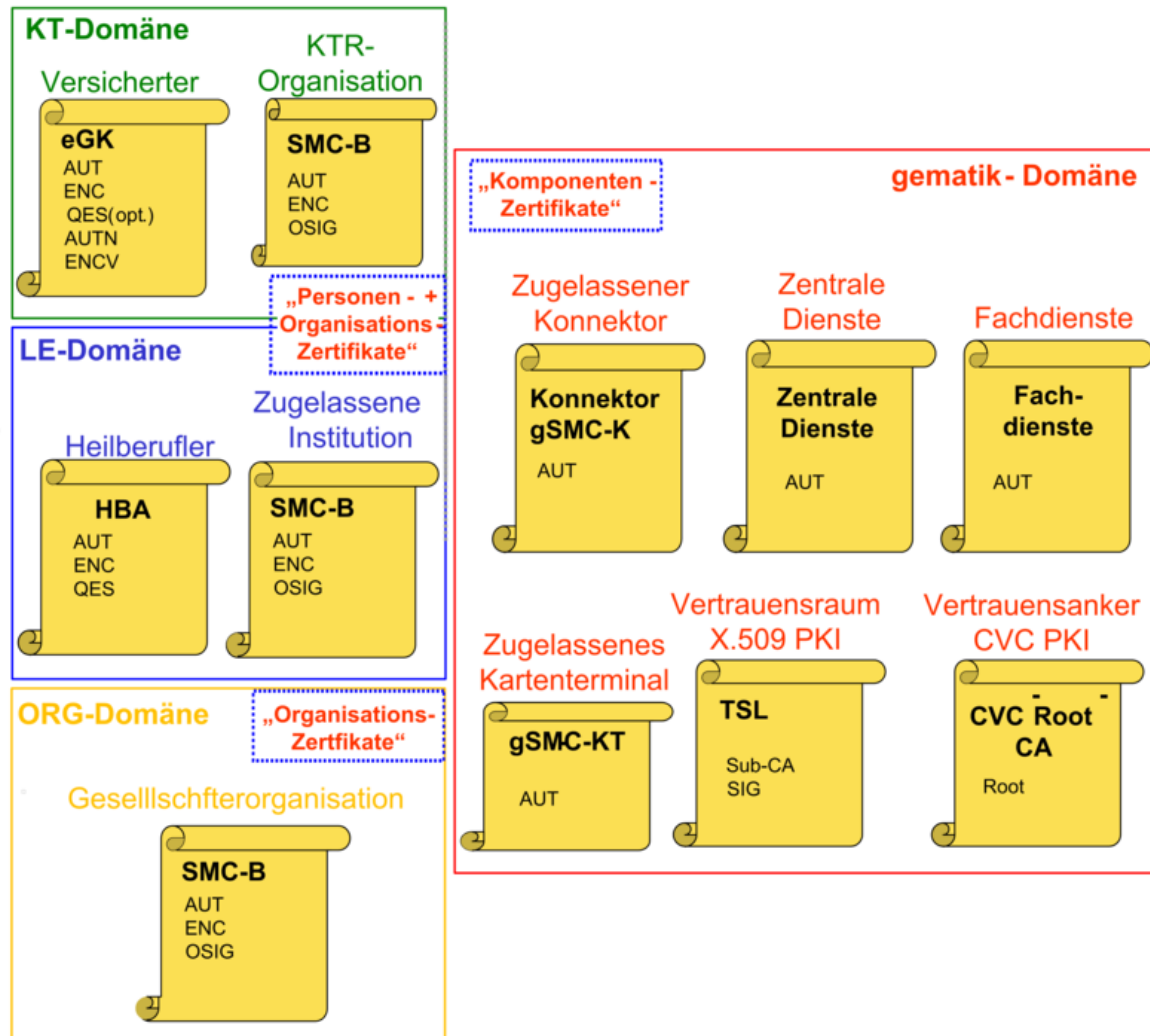 KT-Domäne
Versicherter
eGK
AUT
ENC
QES(opt.)
AUTN
ENCV
KTR-
Organisation
SMC-B
AUT
ENC
OSIG
„Personen - +
Organisations -
Zertifikate“
LE-Domäne
Heilberufler
HBA
AUT
ENC
QES
Zugelassene
Institution
SMC-B
AUT
ENC
OSIG
ORG-Domäne
„Organisations-
Zertfikate“
Geselllschfterorganisation
SMC-B
AUT
ENC
OSIG
„Komponenten -
Zertifikate“
gematik - Domäne
Zugelassener
Konnektor
Konnektor
gSMC-K
AUT
Zentrale
Dienste
Zentrale
Dienste
AUT
Fachdienste
Fach-
dienste
AUT
Zugelassenes
Kartenterminal
gSMC-KT
AUT
Vertrauensraum
X.509 PKI
TSL
Sub-CA
SIG
Vertrauensanker
CVC PKI
- -
CVC Root
CA
Root